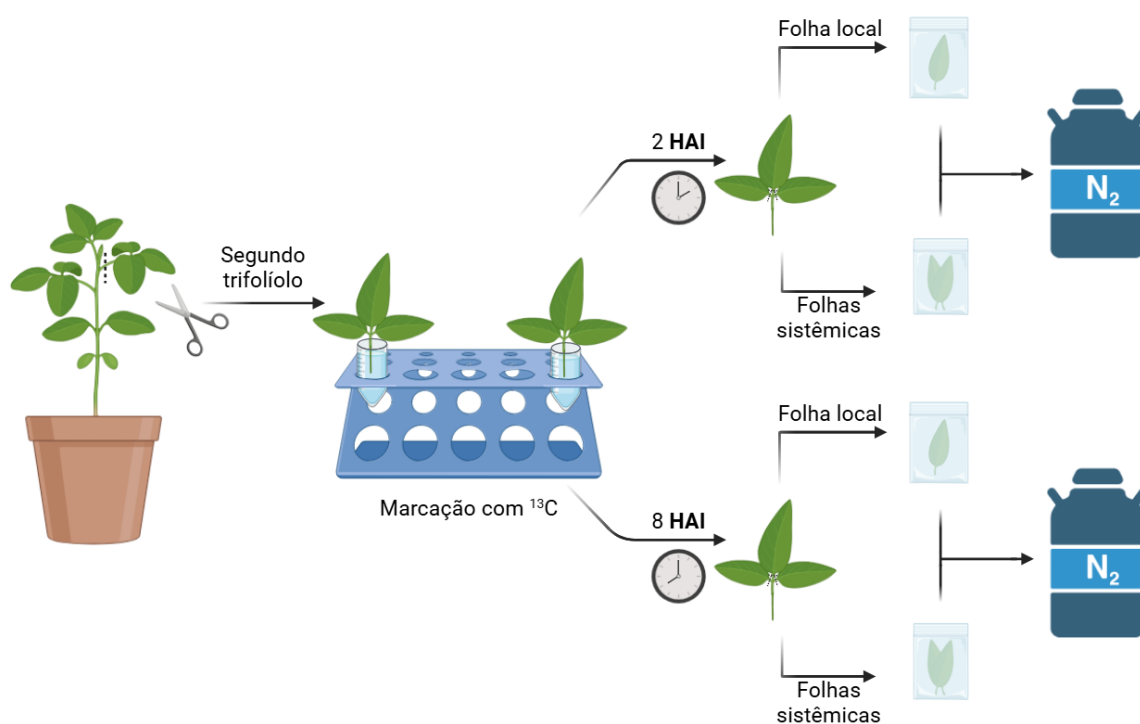 Segundo
trifolíolo
Marcação com ¹³C
2 HAI
Folha local
Folhas
sistêmicas
N₂
8 HAI
Folha local
Folhas
sistêmicas
N₂